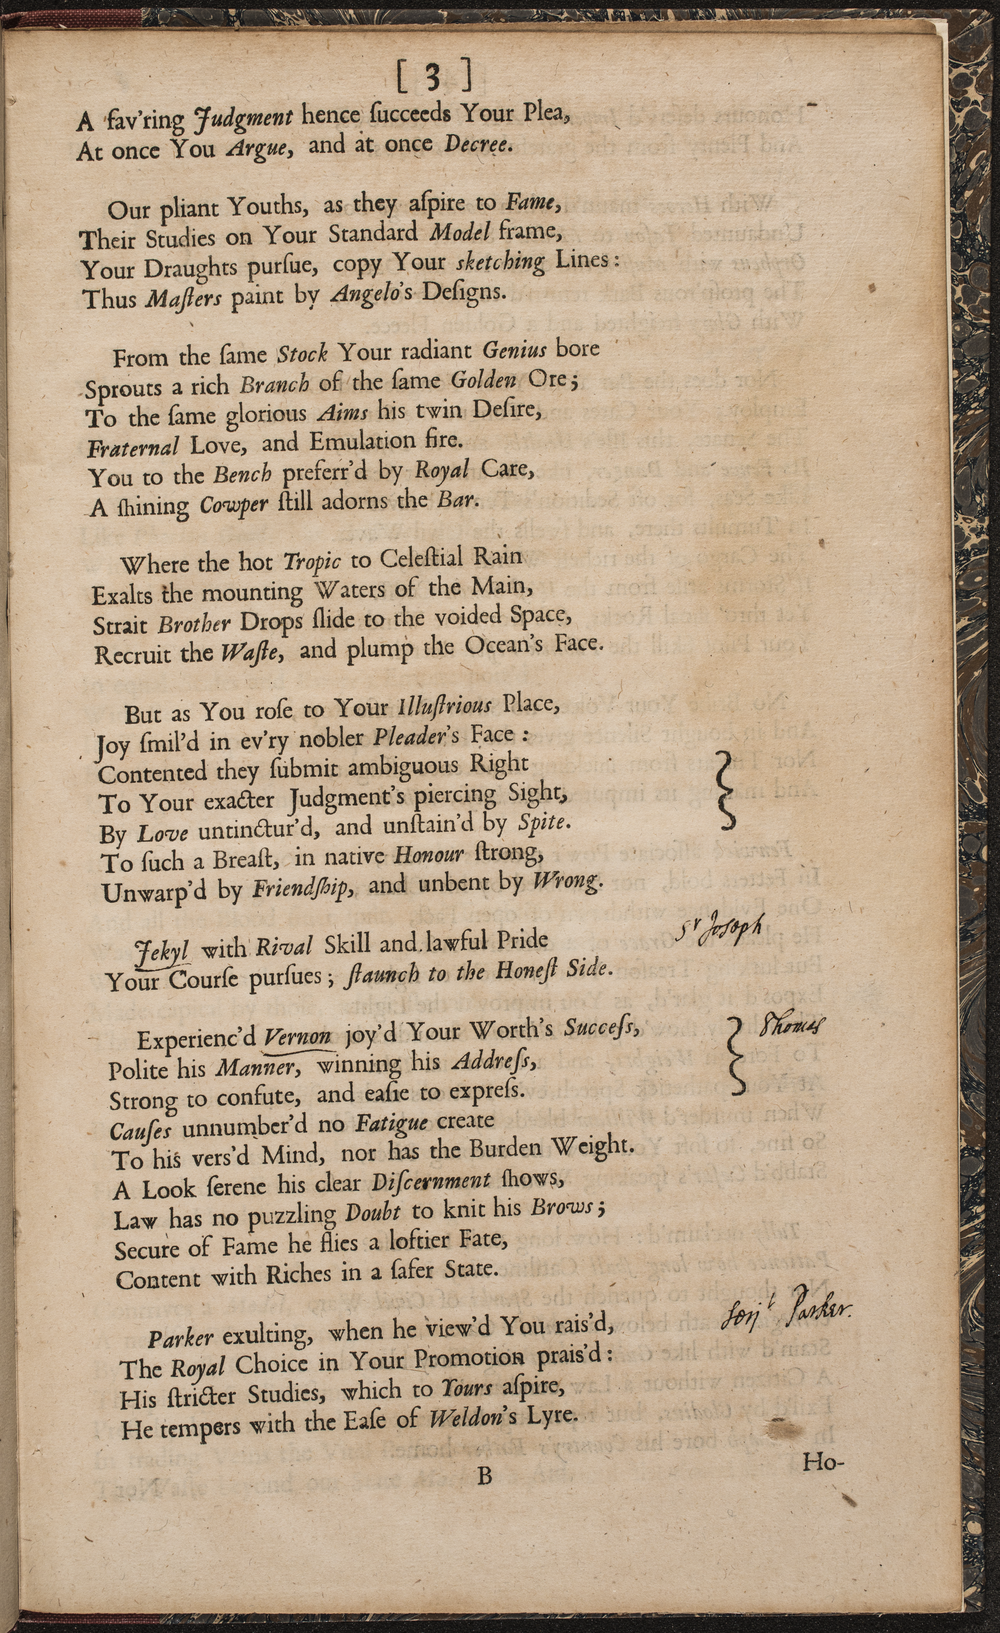 [ 3 ]
A fav'ring Judgment hence ſucceeds Your Plea,
At once You Argue, and at once Decree.
Our pliant Youths, as they aſpire to Fame,
Their Studies on Your Standard Model frame,
Your Draughts purſue, copy Your sketching Lines:
Thus Maſters paint by Angelo's Deſigns.
From the ſame Stock Your radiant Genius bore
Sprouts a rich Branch of the ſame Golden Ore;
To the ſame glorious Aims his twin Deſire,
Fraternal Love, and Emulation fire.
You to the Bench preferr'd by Royal Care,
A ſhining Cowper ſtill adorns the Bar.
Where the hot Tropic to Celeſtial Rain
Exalts the mounting Waters of the Main,
Strait Brother Drops ſlide to the voided Space,
Recruit the Waſte, and plump the Ocean's Face.
But as You roſe to Your Illuſtrious Place,
Joy ſmil'd in ev'ry nobler Pleader's Face :
Contented they ſubmit ambiguous Right
To Your exacter Judgment's piercing Sight,
By Love untinctur'd, and unſtain'd by Spite.
To ſuch a Breaſt, in native Honour ſtrong,
Unwarp'd by Friendſhip, and unbent by Wrong.
Jekyl with Rival Skill and lawful Pride Sr Joseph
Your Courſe purſues; ſtaunch to the Honeſt Side.
Experienc'd Vernon joy'd Your Worth's Succeſs, Thomas
Polite his Manner, winning his Addreſs,
Strong to confute, and eaſie to expreſs.
Cauſes unnumber'd no Fatigue create
To his vers'd Mind, nor has the Burden Weight.
A Look ſerene his clear Diſcernment ſhows,
Law has no puzzling Doubt to knit his Brows;
Secure of Fame he flies a loftier Fate,
Content with Riches in a ſafer State.
Parker exulting, when he view'd You rais'd, Serjt Parker.
The Royal Choice in Your Promotion prais'd:
His ſtricter Studies, which to Yours aſpire,
He tempers with the Eaſe of Weldon's Lyre.
B Ho-